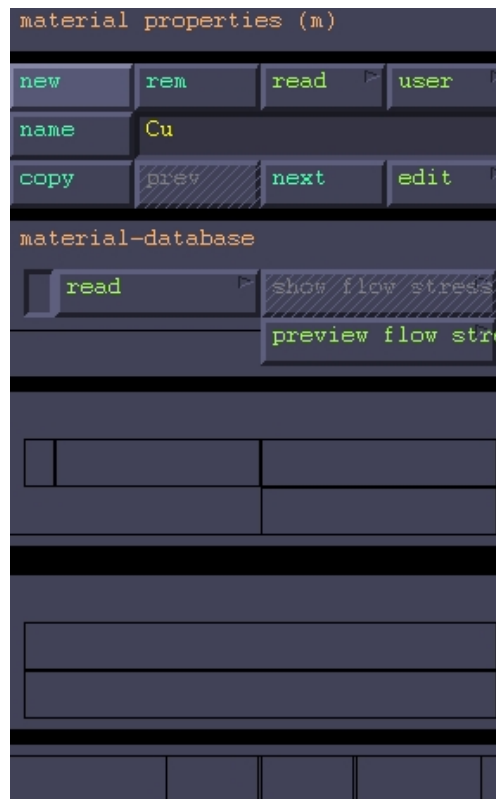 material properties (m)
new rem read user
name Cu
copy prev next edit
material-database
read show flow stress
preview flow str